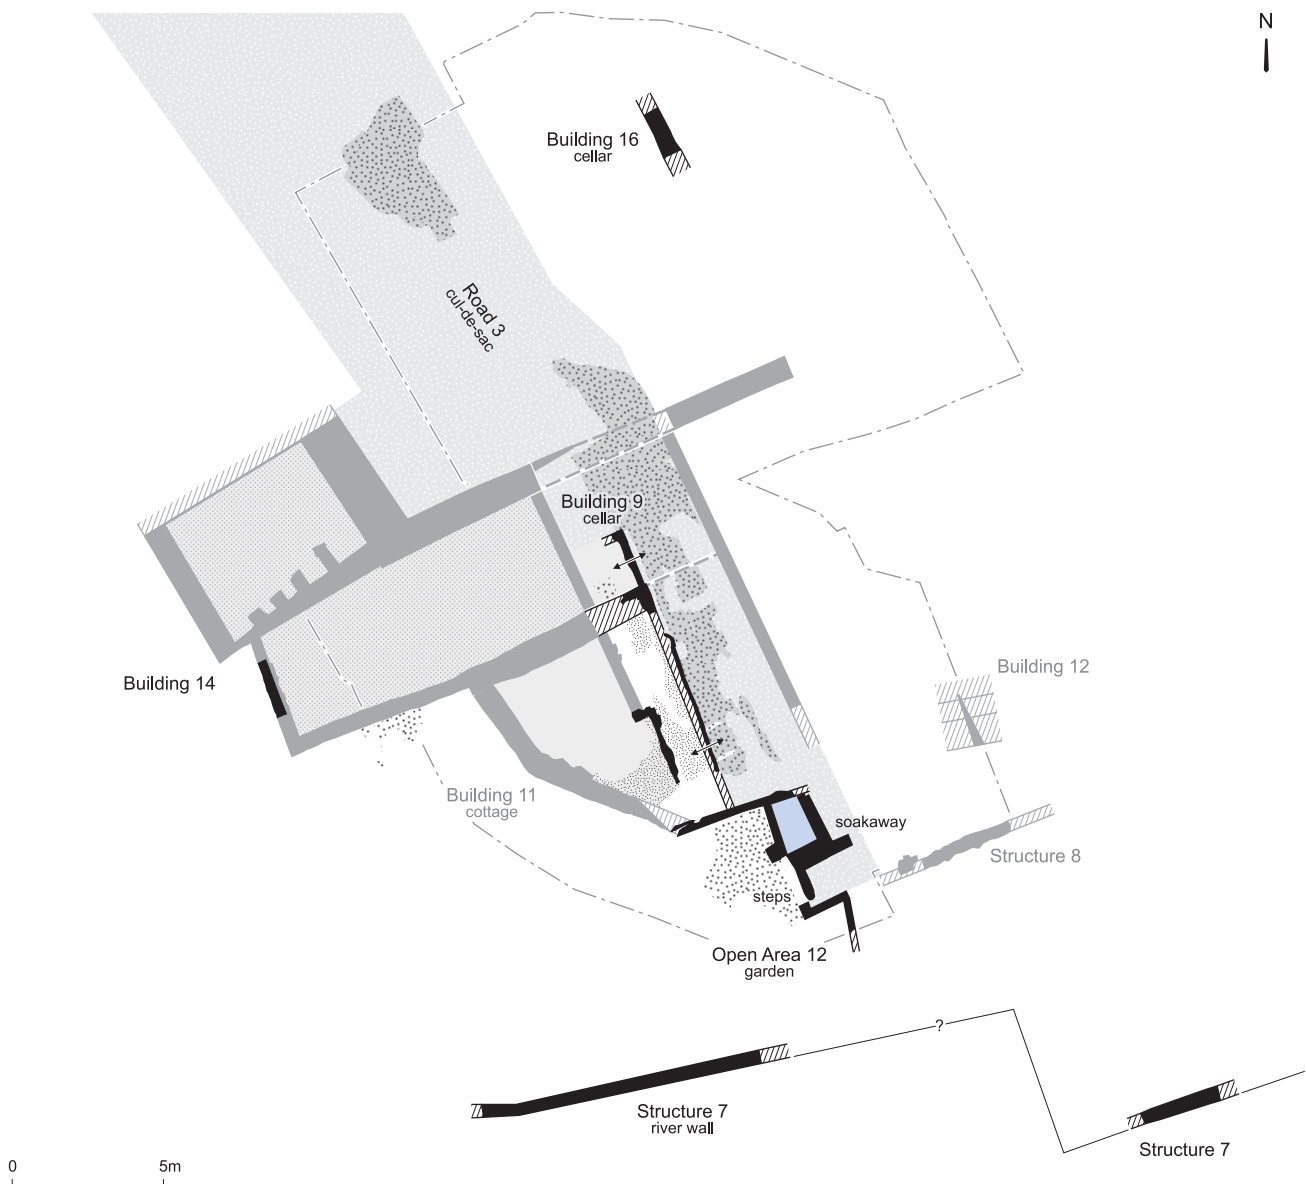 N
Building 16
cellar
Road 3
cul-de-sac
Building 9
cellar
Building 12
Building 14
Building 11
cottage
soakaway
Structure 8
steps
Open Area 12
garden
?
Structure 7
river wall
Structure 7
0 5m